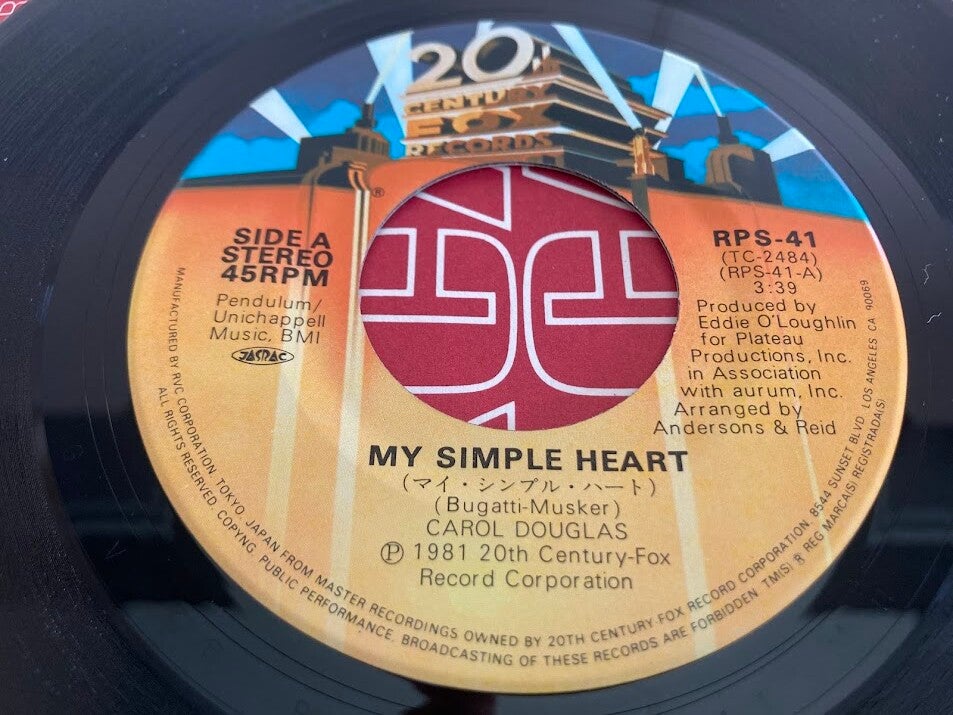 20th
CENTURY
FOX
RECORDS
®
SIDE A
STEREO
45RPM
Pendulum/
Unichappell
Music, BMI
JASRAC
RPS-41
(TC-2484)
(RPS-41-A)
3:39
Produced by
Eddie O'Loughlin
for Plateau
Productions, Inc.
in Association
with aurum, Inc.
Arranged by
Andersons & Reid
MY SIMPLE HEART
(マイ・シンプル・ハート)
(Bugatti-Musker)
CAROL DOUGLAS
Ⓟ 1981 20th Century-Fox
Record Corporation
MANUFACTURED BY RVC CORPORATION, TOKYO, JAPAN FROM MASTER RECORDINGS OWNED BY 20TH CENTURY-FOX RECORD CORPORATION, 8544 SUNSET BLVD. LOS ANGELES CA 90069
ALL RIGHTS RESERVED. COPYNG, PUBLIC PERFORMANCE, BROADCASTING OF THESE RECORDS ARE FORBIDDEN TM(S) ® REG MARCA(S) REGISTRADA(S)